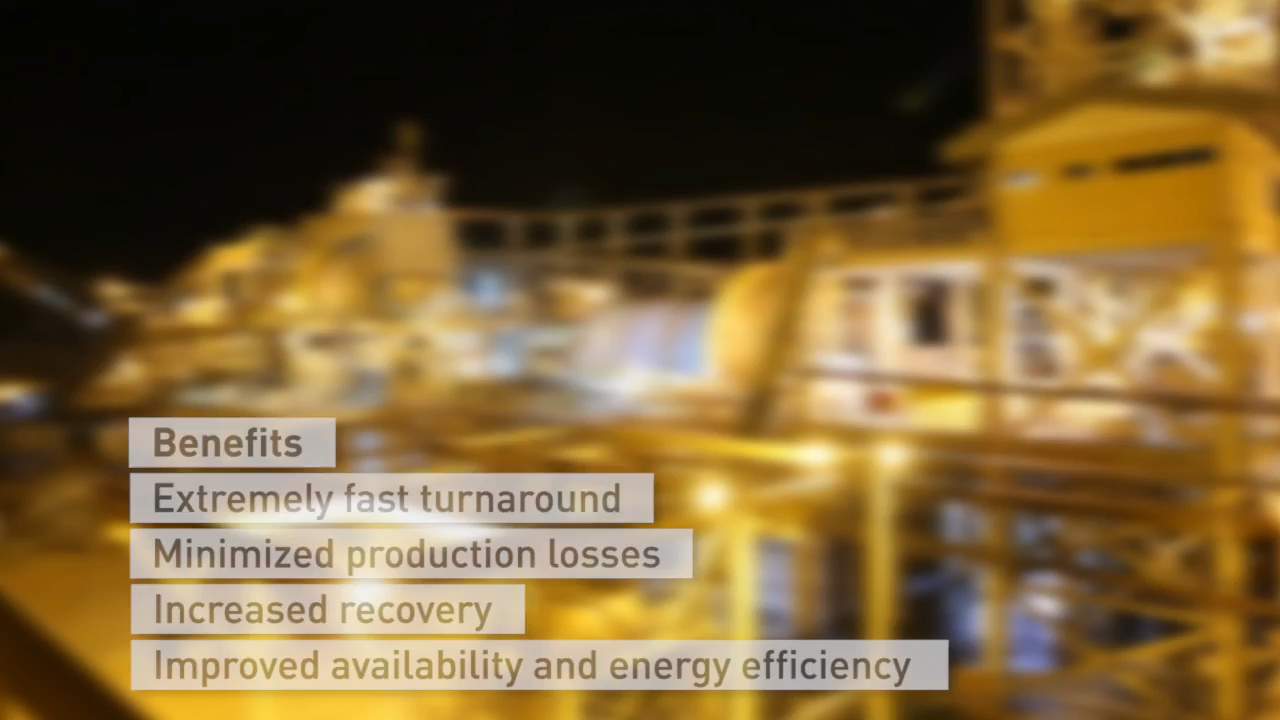 Benefits
Extremely fast turnaround
Minimized production losses
Increased recovery
Improved availability and energy efficiency